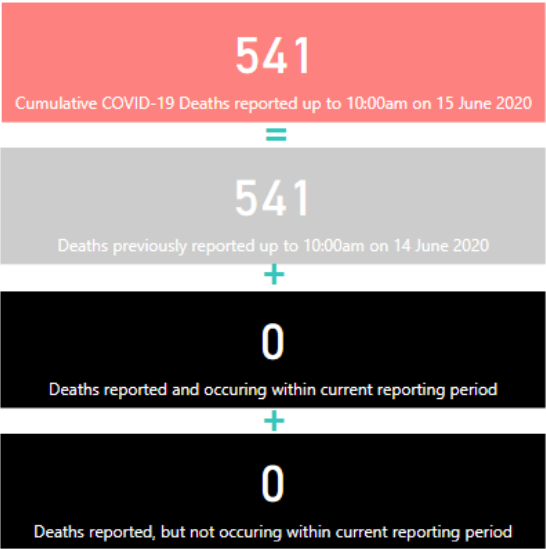 541
Cumulative COVID-19 Deaths reported up to 10:00am on 15 June 2020
=
541
Deaths previously reported up to 10:00am on 14 June 2020
+
0
Deaths reported and occuring within current reporting period
+
0
Deaths reported, but not occuring within current reporting period